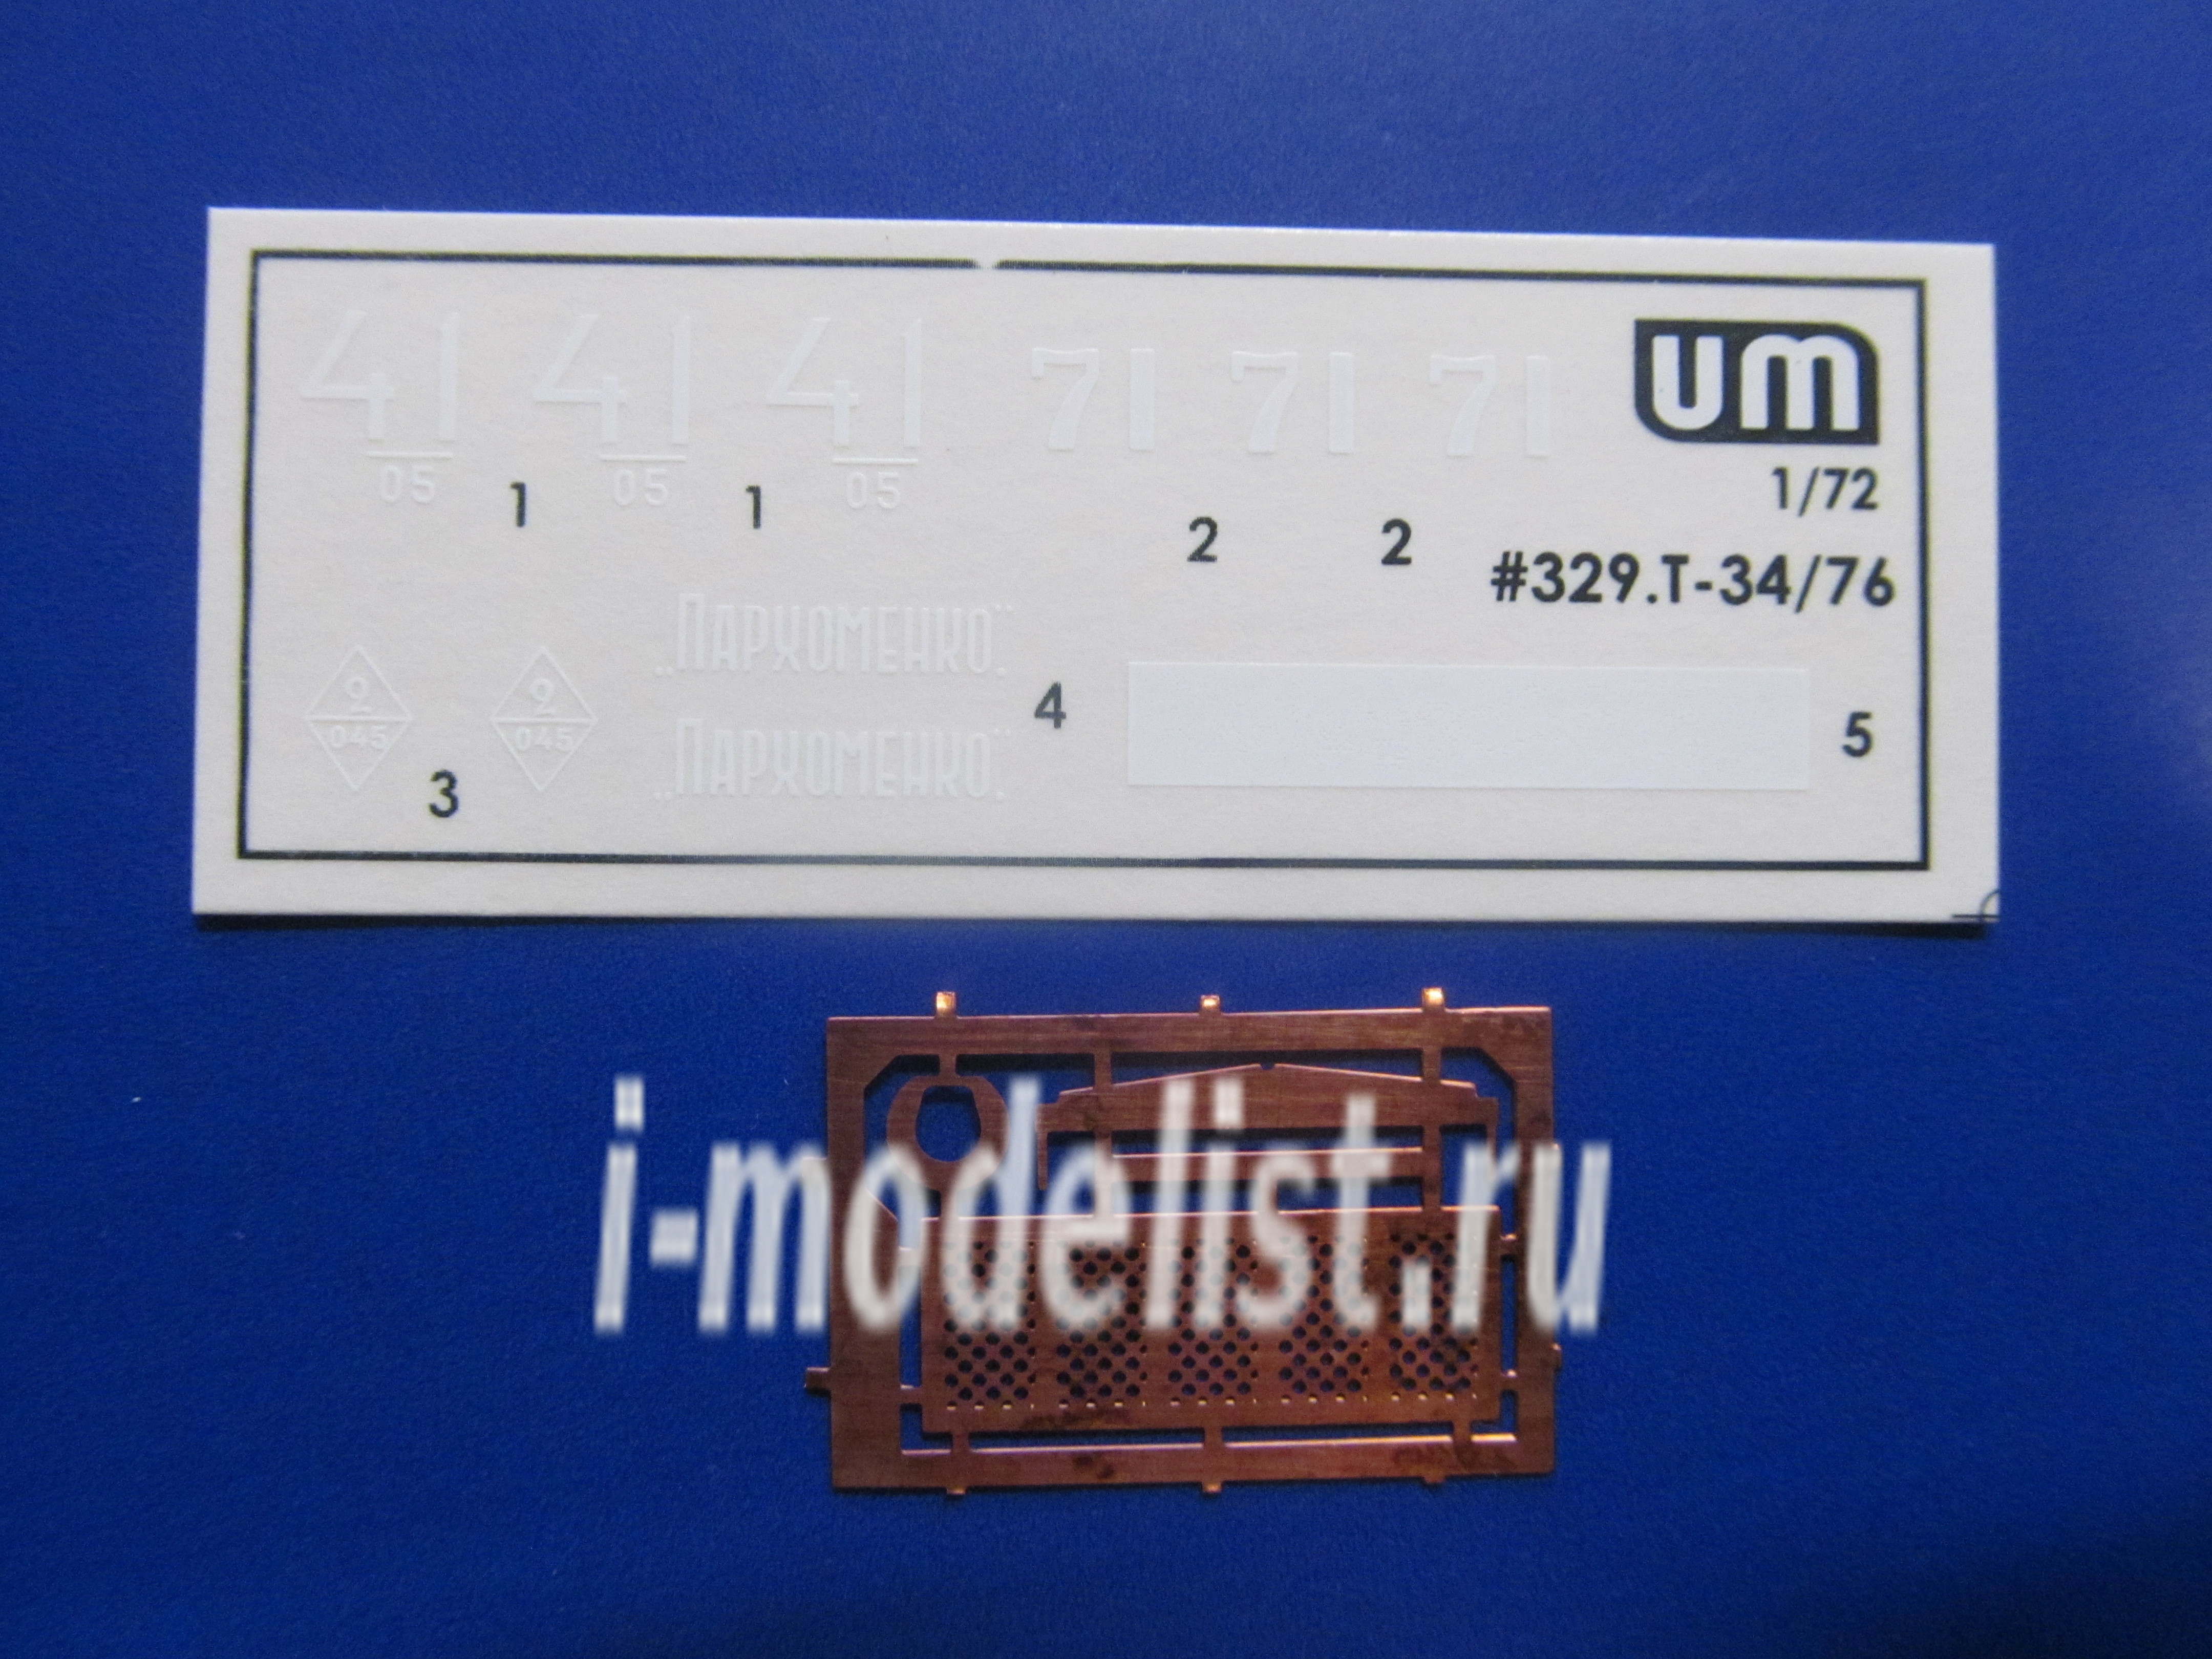 41 41 41 71 71 71 um
05 05 05
1 1
1/72
2 2
#329.T-34/76
„ПАРХОМЕНКО."
2 2
045 045
4
5
„ПАРХОМЕНКО."
3
i-modelist.ru